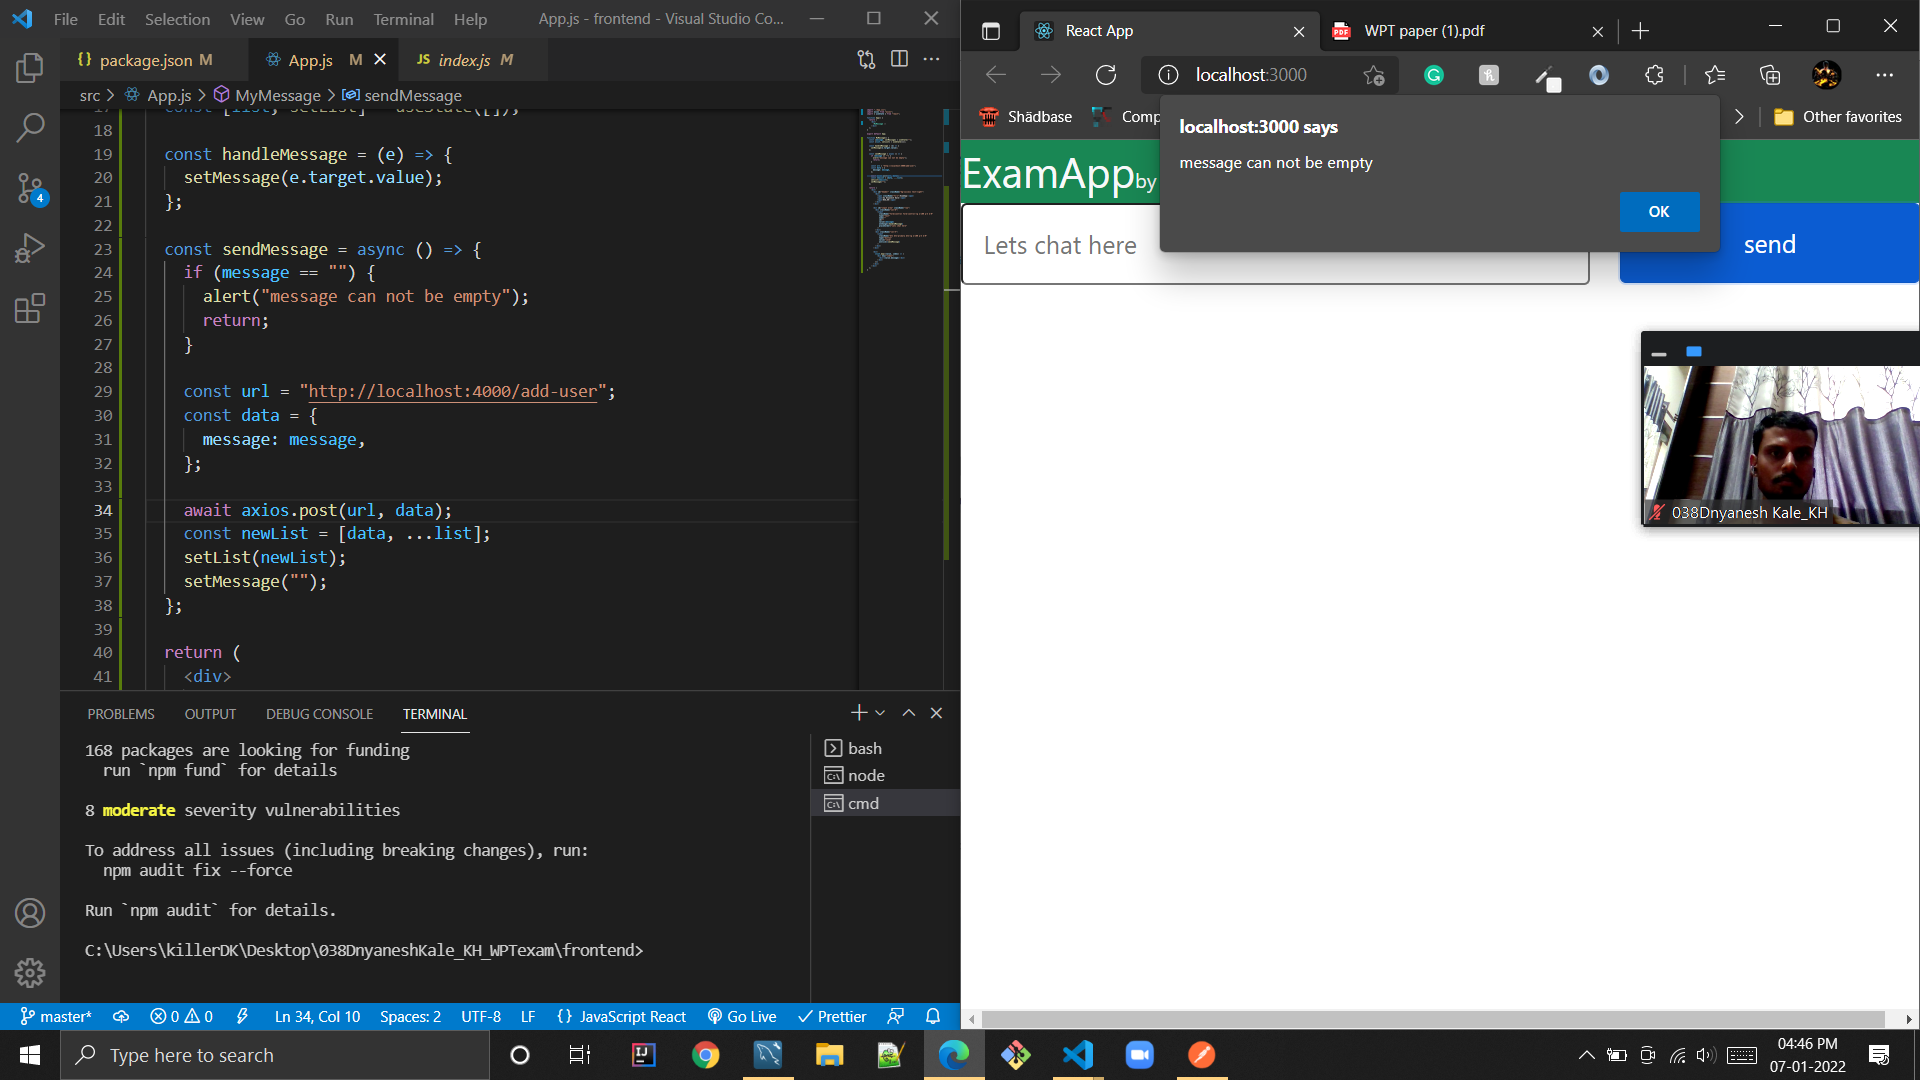 File Edit Selection View Go Run Terminal Help App.js - frontend - Visual Studio Co...
{} package.json M App.js M JS index.js M
src > App.js > MyMessage > sendMessage
18
19 const handleMessage = (e) => {
20 setMessage(e.target.value);
21 };
22
23 const sendMessage = async () => {
24 if (message == "") {
25 alert("message can not be empty");
26 return;
27 }
28
29 const url = "http://localhost:4000/add-user";
30 const data = {
31 message: message,
32 };
33
34 await axios.post(url, data);
35 const newList = [data, ...list];
36 setList(newList);
37 setMessage("");
38 };
39
40 return (
41 <div>
4
PROBLEMS OUTPUT DEBUG CONSOLE TERMINAL
168 packages are looking for funding
run `npm fund` for details
8 moderate severity vulnerabilities
To address all issues (including breaking changes), run:
npm audit fix --force
Run `npm audit` for details.
C:\Users\killerDK\Desktop\038DnyaneshKale_KH_WPTexam\frontend>
bash
node
cmd
master* 0 0 Ln 34, Col 10 Spaces: 2 UTF-8 LF {} JavaScript React Go Live Prettier
React App
PDF WPT paper (1).pdf
localhost:3000
Shädbase Comp Other favorites
localhost:3000 says
message can not be empty
OK
ExamApp by
Lets chat here
send
038Dnyanesh Kale_KH
Type here to search
04:46 PM
07-01-2022